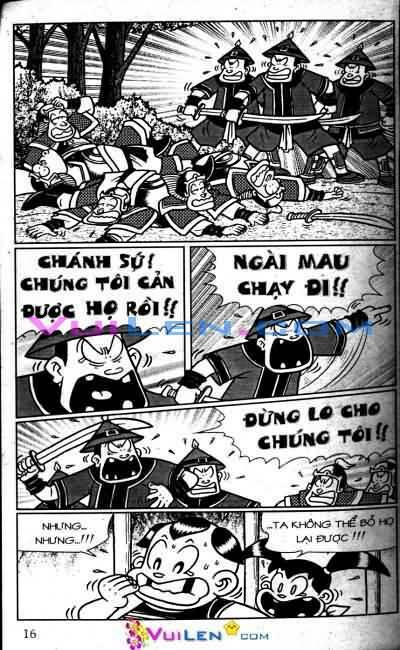 CHÁNH SỨ!
CHÚNG TÔI CẢN
ĐƯỢC HỌ RỒI!!
NGÀI MAU
CHẠY ĐI!!
VUILEN.COM
ĐỪNG LO CHO
CHÚNG TÔI!!
NHƯNG...
NHƯNG...!!!
...TA KHÔNG THỂ BỎ HỌ
LẠI ĐƯỢC!!!
16
VUILEN.COM